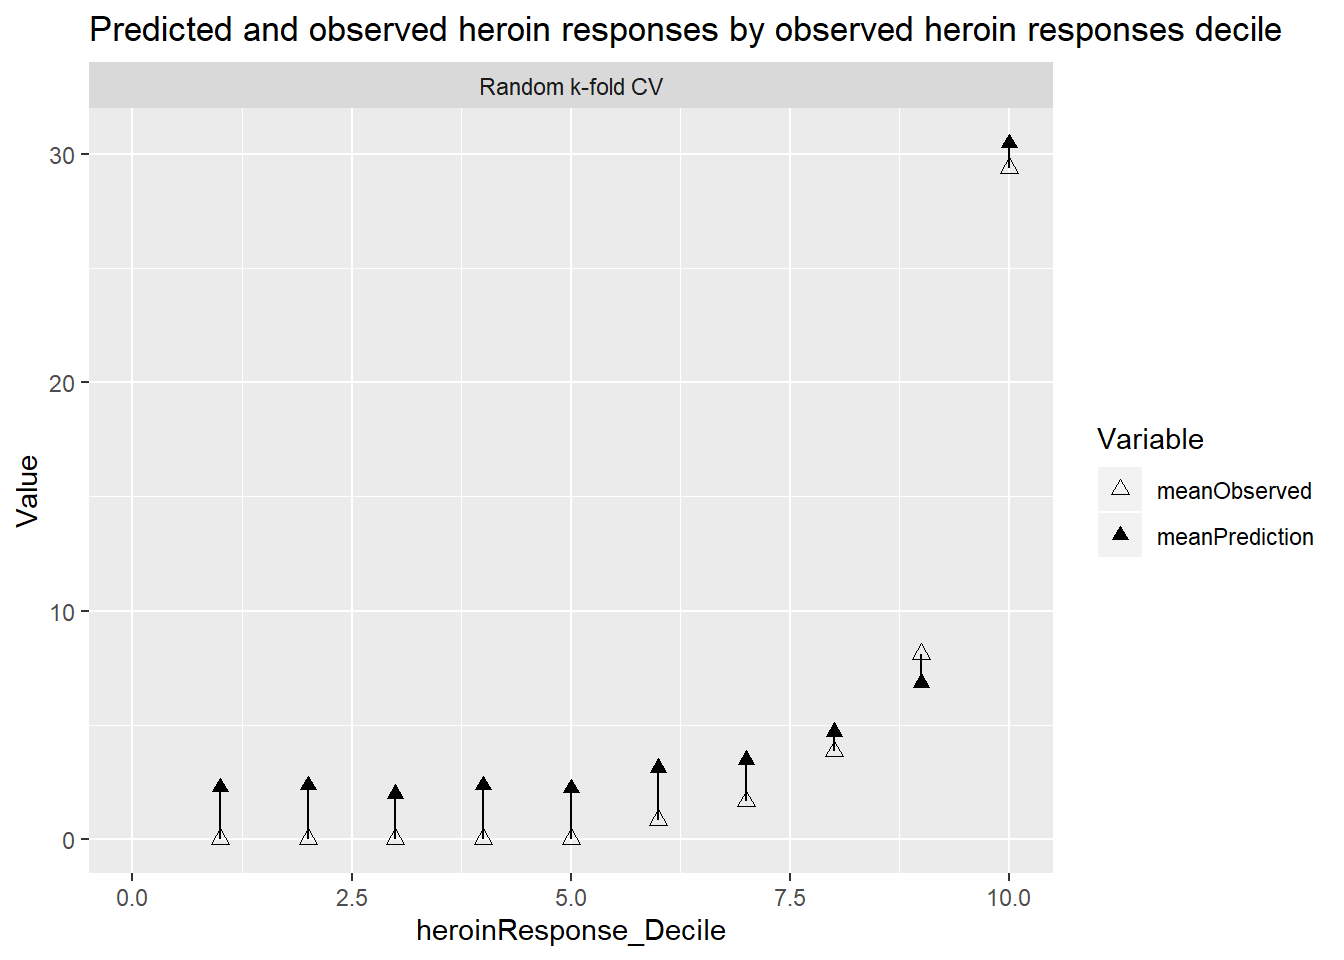 Predicted and observed heroin responses by observed heroin responses decile
Random k-fold CV
30
20
10
0
Value
0.0 2.5 5.0 7.5 10.0
heroinResponse_Decile
Variable
meanObserved
meanPrediction